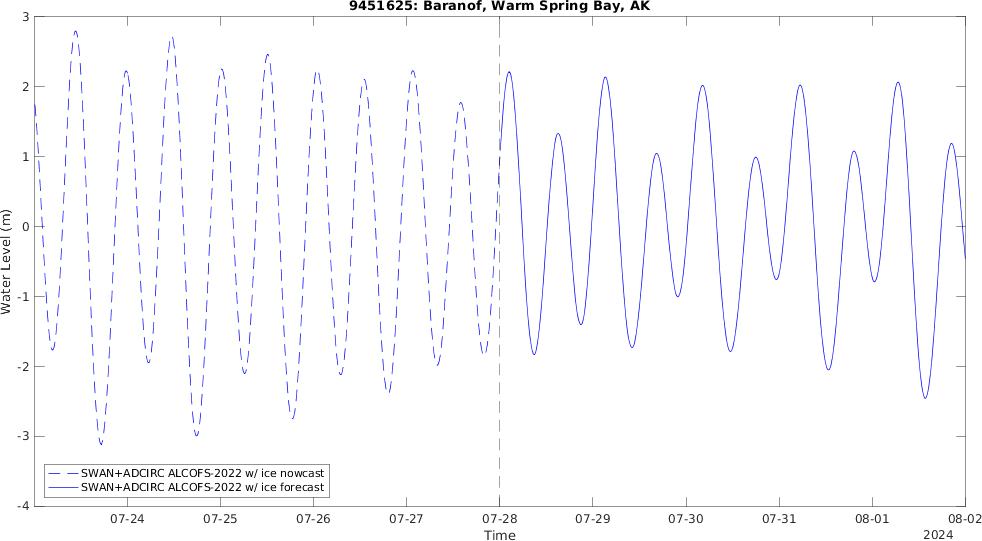 9451625: Baranof, Warm Spring Bay, AK
3
2
1
0
-1
-2
-3
-4
Water Level (m)
SWAN+ADCIRC ALCOFS-2022 w/ ice nowcast
SWAN+ADCIRC ALCOFS-2022 w/ ice forecast
07-24 07-25 07-26 07-27 07-28 07-29 07-30 07-31 08-01 08-02
Time
2024